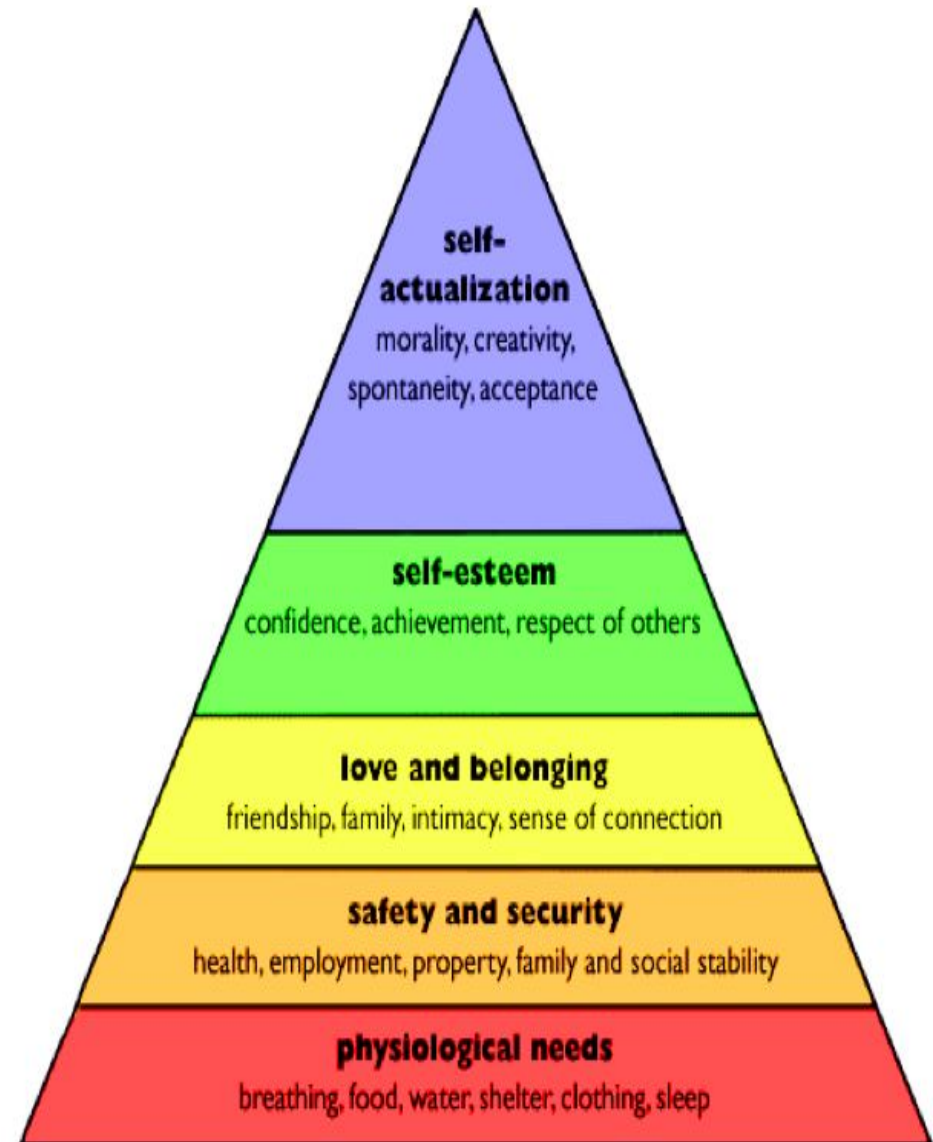 self-
actualization
morality, creativity,
spontaneity, acceptance
self-esteem
confidence, achievement, respect of others
love and belonging
friendship, family, intimacy, sense of connection
safety and security
health, employment, property, family and social stability
physiological needs
breathing, food, water, shelter, clothing, sleep